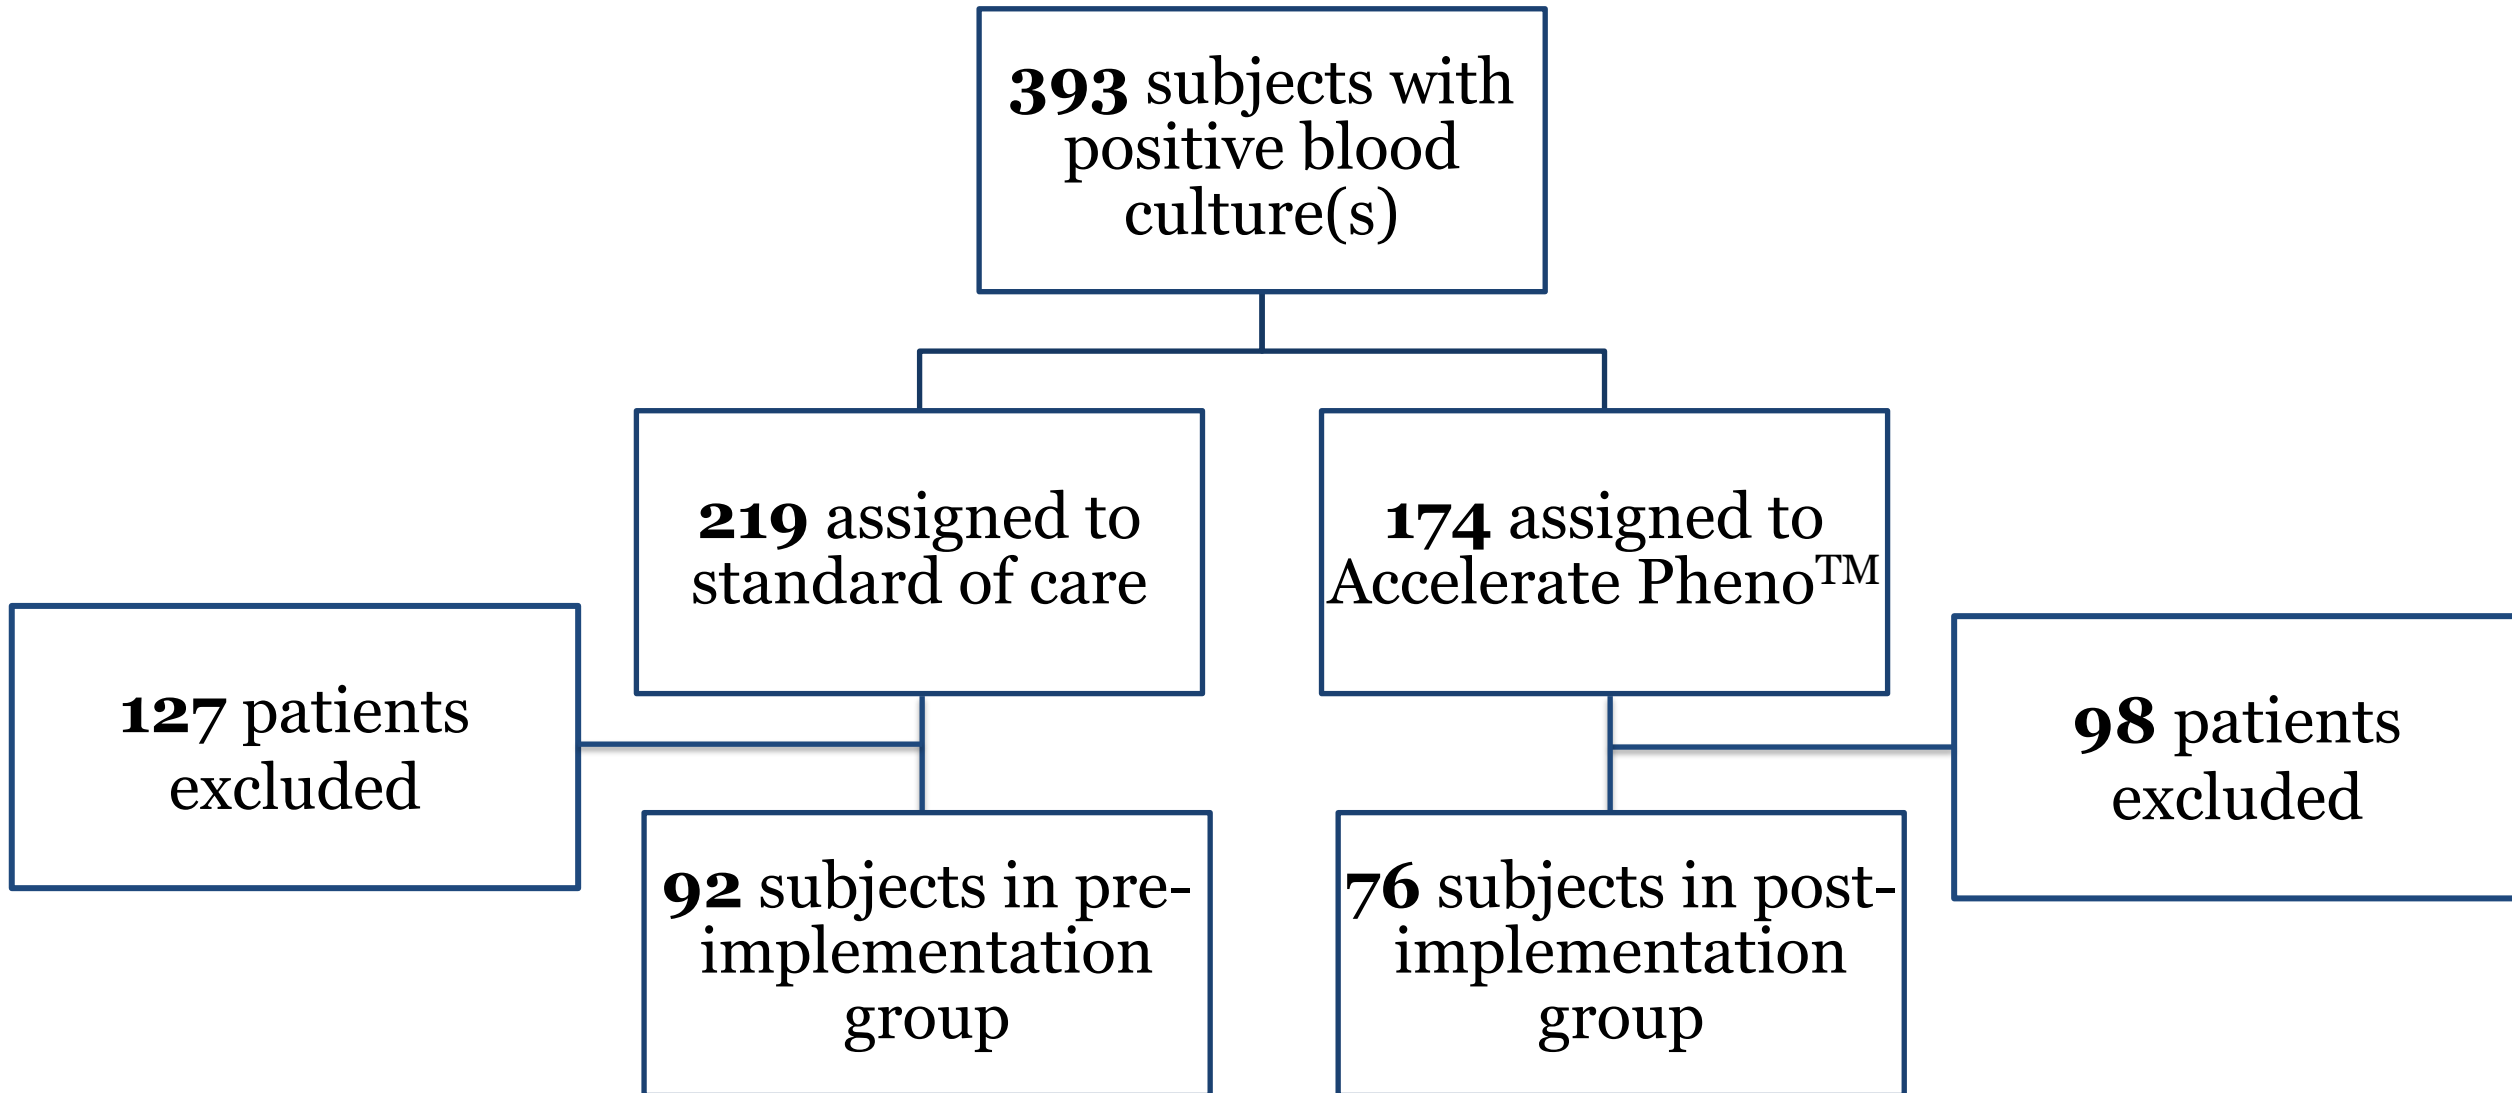 393 subjects with
positive blood
culture(s)
219 assigned to
standard of care
174 assigned to
Accelerate Pheno™
127 patients
excluded
98 patients
excluded
92 subjects in pre-
implementation
group
76 subjects in post-
implementation
group